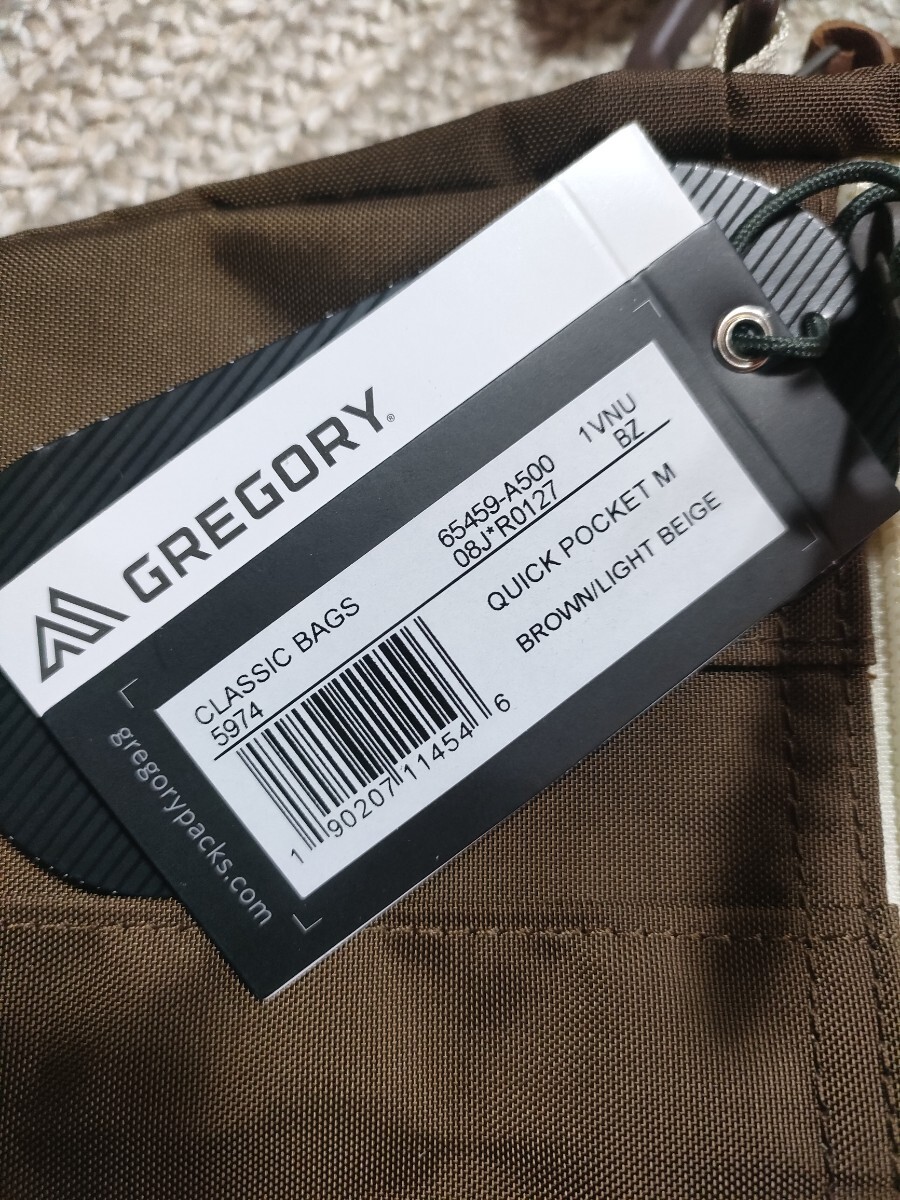 GREGORY®
65459-A500 1VNU
08J*R0127 BZ
CLASSIC BAGS QUICK POCKET M
5974 BROWN/LIGHT BEIGE
1 90207 11454 6
gregorypacks.com